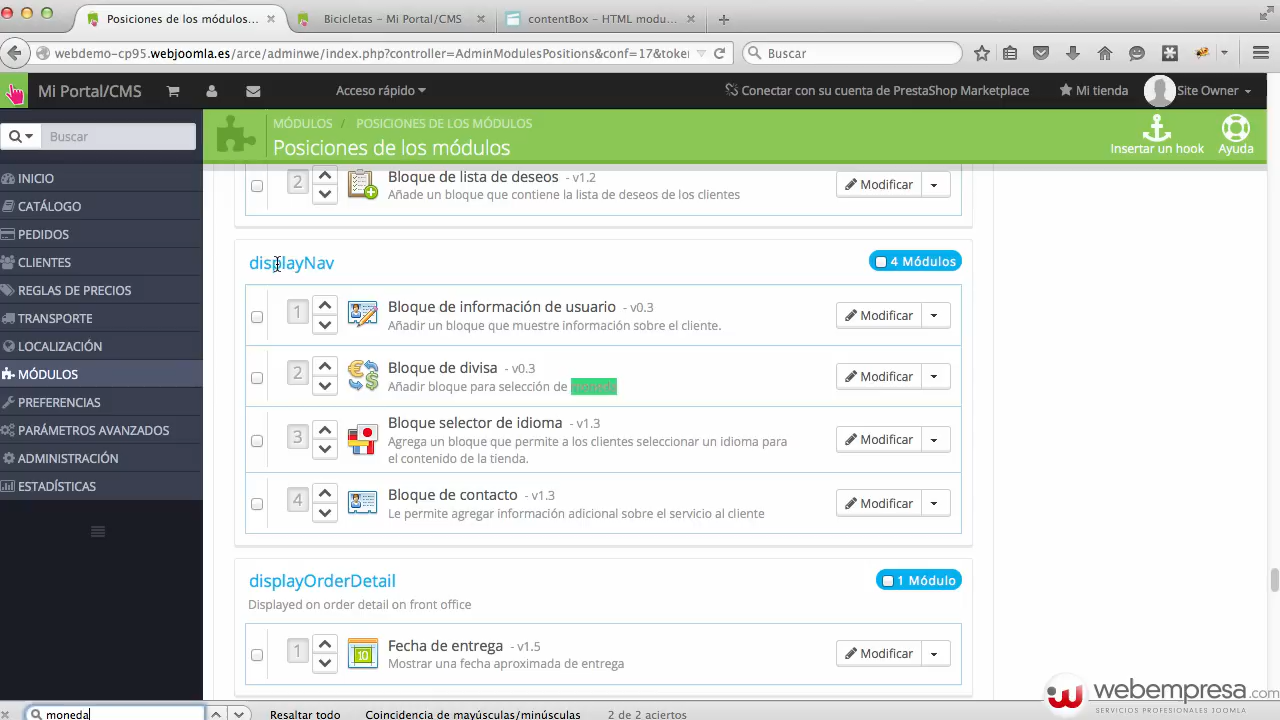 Posiciones de los módulos... ×
Bicicletas – Mi Portal/CMS ×
contentBox – HTML modu... ×
webdemo-cp95.webjoomla.es/arce/adminwe/index.php?controller=AdminModulesPositions&conf=17&toke
Buscar
Mi Portal/CMS
Acceso rápido
Conectar con su cuenta de PrestaShop Marketplace
Mi tienda
Site Owner
Buscar
MÓDULOS / POSICIONES DE LOS MÓDULOS
Posiciones de los módulos
Insertar un hook
Ayuda
INICIO
CATÁLOGO
PEDIDOS
CLIENTES
REGLAS DE PRECIOS
TRANSPORTE
LOCALIZACIÓN
MÓDULOS
PREFERENCIAS
PARÁMETROS AVANZADOS
ADMINISTRACIÓN
ESTADÍSTICAS
2 Bloque de lista de deseos - v1.2 Modificar
Añade un bloque que contiene la lista de deseos de los clientes
displayNav 4 Módulos
1 Bloque de información de usuario - v0.3 Modificar
Añadir un bloque que muestre información sobre el cliente.
2 Bloque de divisa - v0.3 Modificar
Añadir bloque para selección de moneda
3 Bloque selector de idioma - v1.3 Modificar
Agrega un bloque que permite a los clientes seleccionar un idioma para
el contenido de la tienda.
4 Bloque de contacto - v1.3 Modificar
Le permite agregar información adicional sobre el servicio al cliente
displayOrderDetail 1 Módulo
Displayed on order detail on front office
1 Fecha de entrega - v1.5 Modificar
10
Mostrar una fecha aproximada de entrega
webempresa.com
SERVICIOS PROFESIONALES JOOMLA
moneda
Resaltar todo
Coincidencia de mayúsculas/minúsculas
2 de 2 aciertos